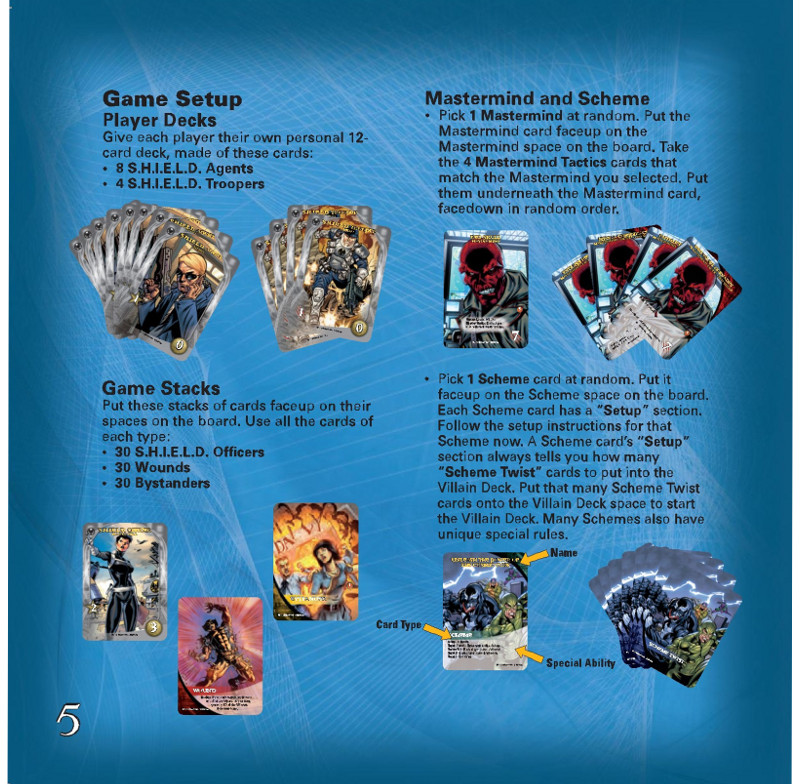 Game Setup
Player Decks
Give each player their own personal 12-
card deck, made of these cards:
• 8 S.H.I.E.L.D. Agents
• 4 S.H.I.E.L.D. Troopers
0
0
Game Stacks
Put these stacks of cards faceup on their
spaces on the board. Use all the cards of
each type:
• 30 S.H.I.E.L.D. Officers
• 30 Wounds
• 30 Bystanders
3
5
Mastermind and Scheme
• Pick 1 Mastermind at random. Put the
Mastermind card faceup on the
Mastermind space on the board. Take
the 4 Mastermind Tactics cards that
match the Mastermind you selected. Put
them underneath the Mastermind card,
facedown in random order.
7
• Pick 1 Scheme card at random. Put it
faceup on the Scheme space on the board.
Each Scheme card has a "Setup" section.
Follow the setup instructions for that
Scheme now. A Scheme card's "Setup"
section always tells you how many
"Scheme Twist" cards to put into the
Villain Deck. Put that many Scheme Twist
cards onto the Villain Deck space to start
the Villain Deck. Many Schemes also have
unique special rules.
Name
Card Type
Special Ability